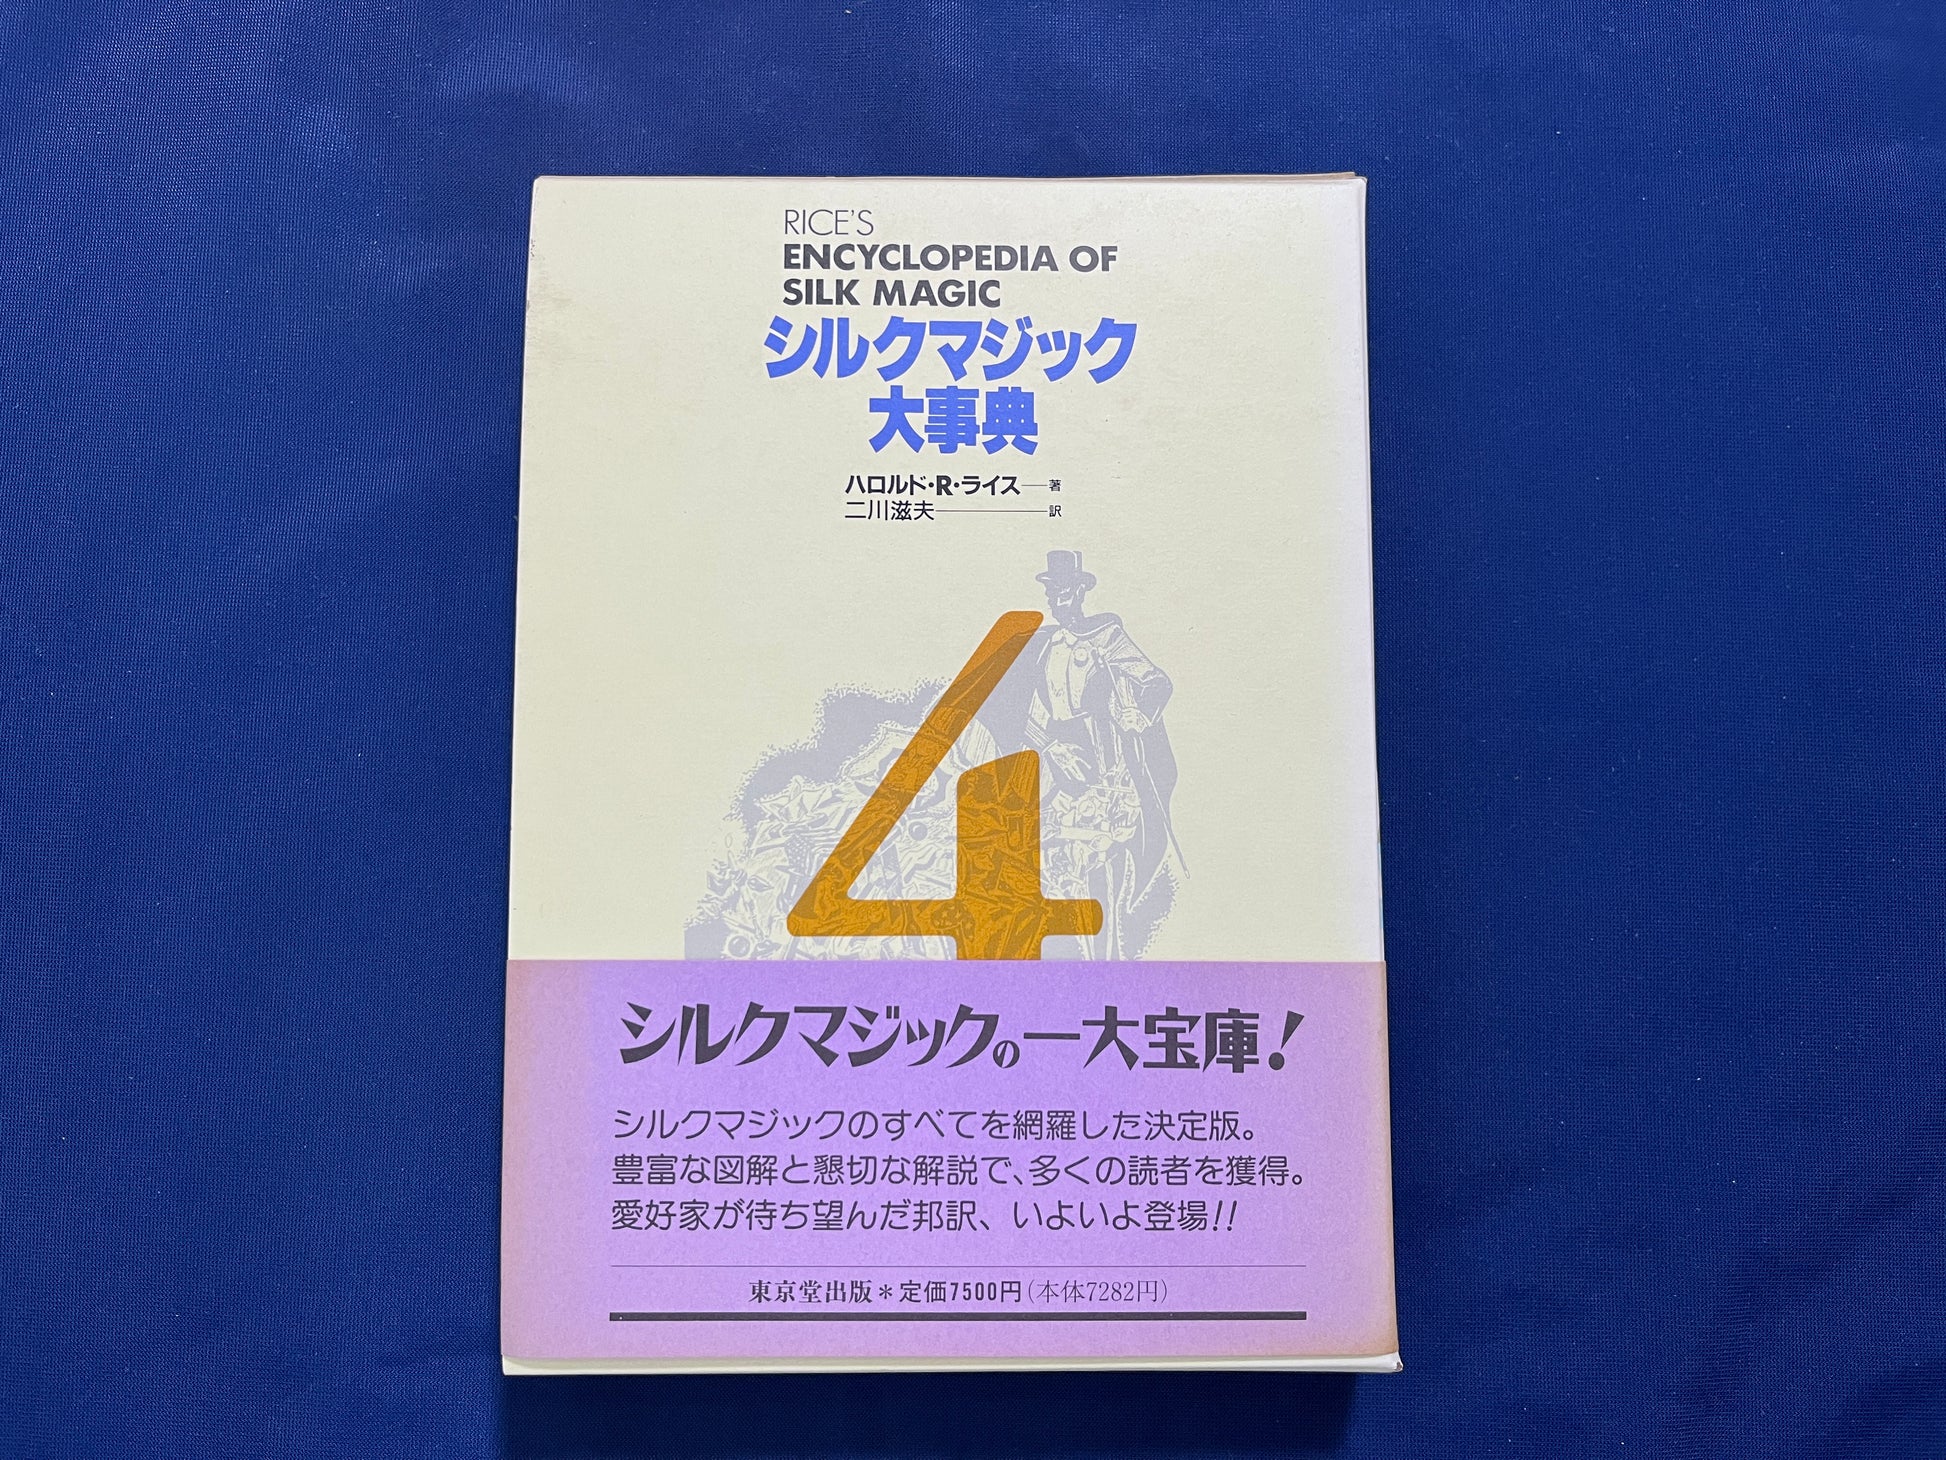 RICE'S
ENCYCLOPEDIA OF
SILK MAGIC
シルクマジック
大事典
ハロルド・R・ライス──著
二川滋夫────訳
4
シルクマジックの一大宝庫!
シルクマジックのすべてを網羅した決定版。
豊富な図解と懇切な解説で、多くの読者を獲得。
愛好家が待ち望んだ邦訳、いよいよ登場!!
東京堂出版*定価7500円(本体7282円)